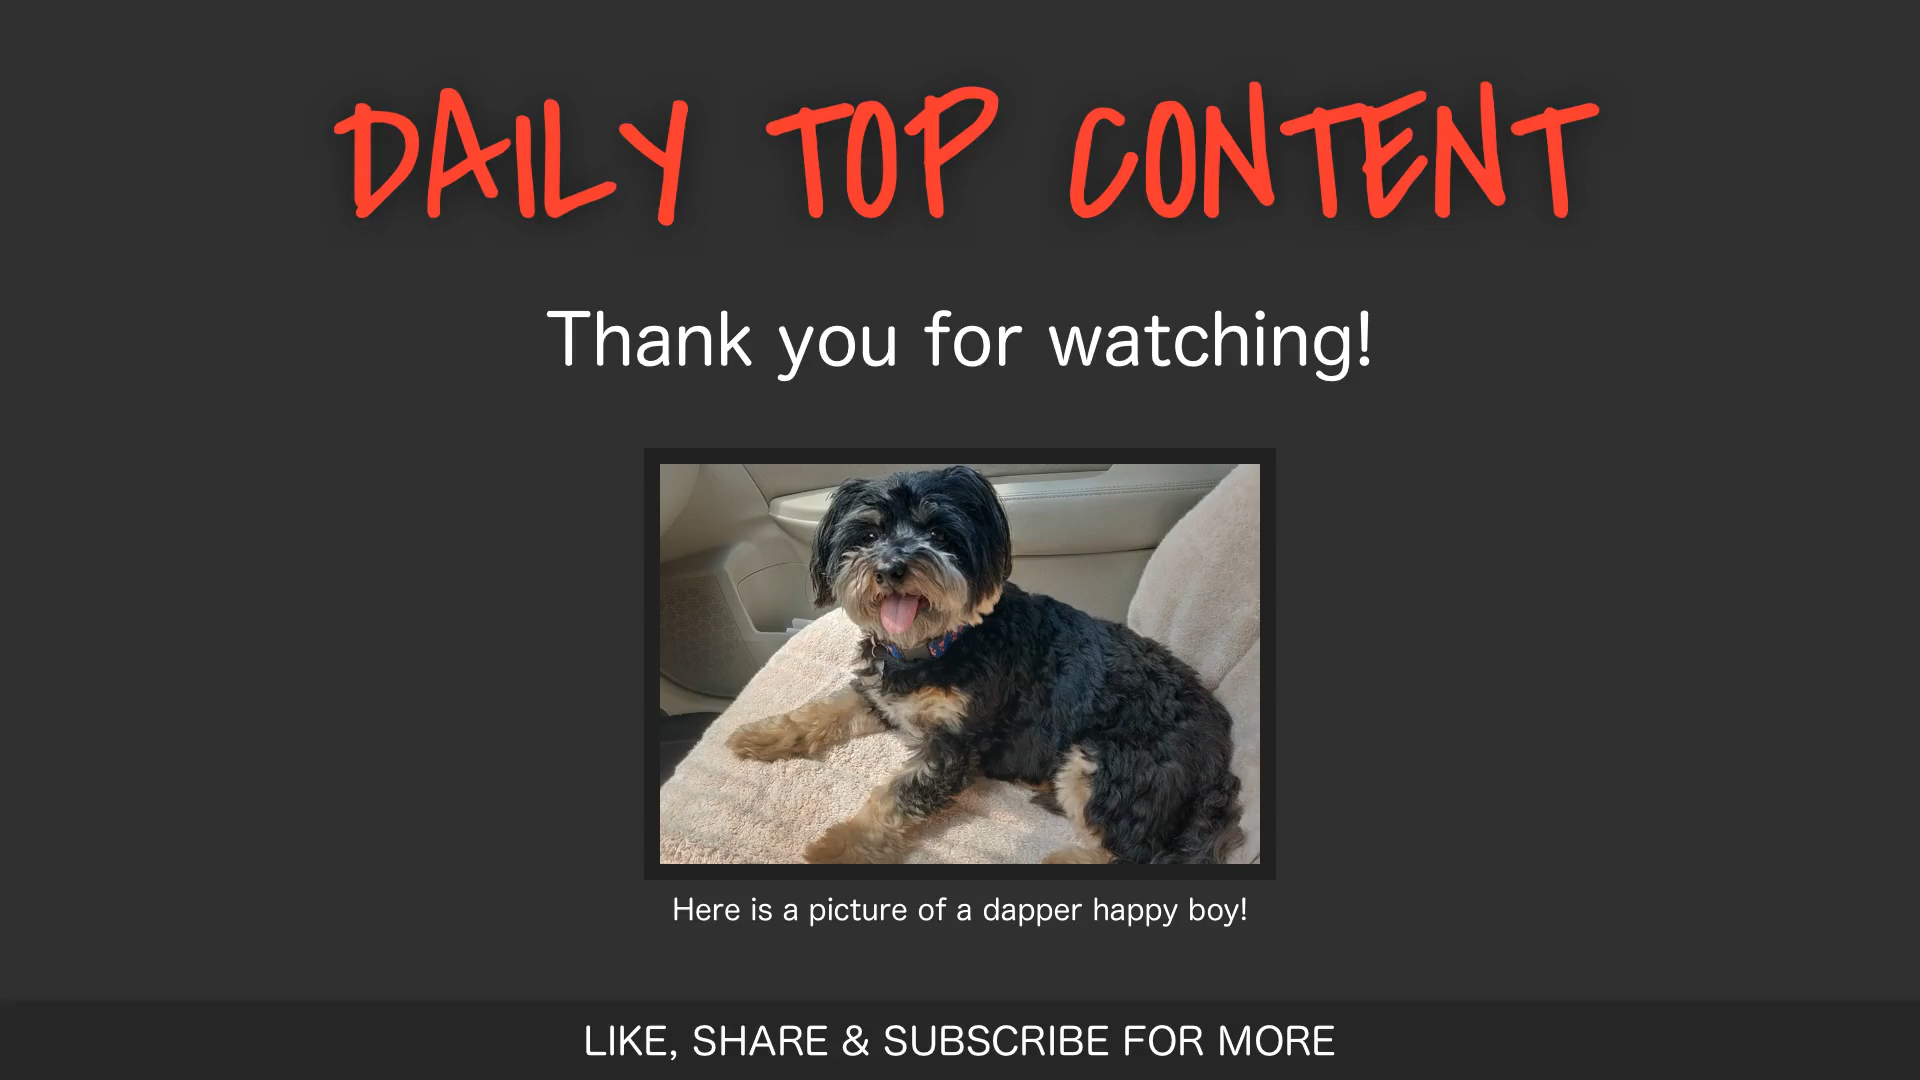 DAILY TOP CONTENT
Thank you for watching!
Here is a picture of a dapper happy boy!
LIKE, SHARE & SUBSCRIBE FOR MORE